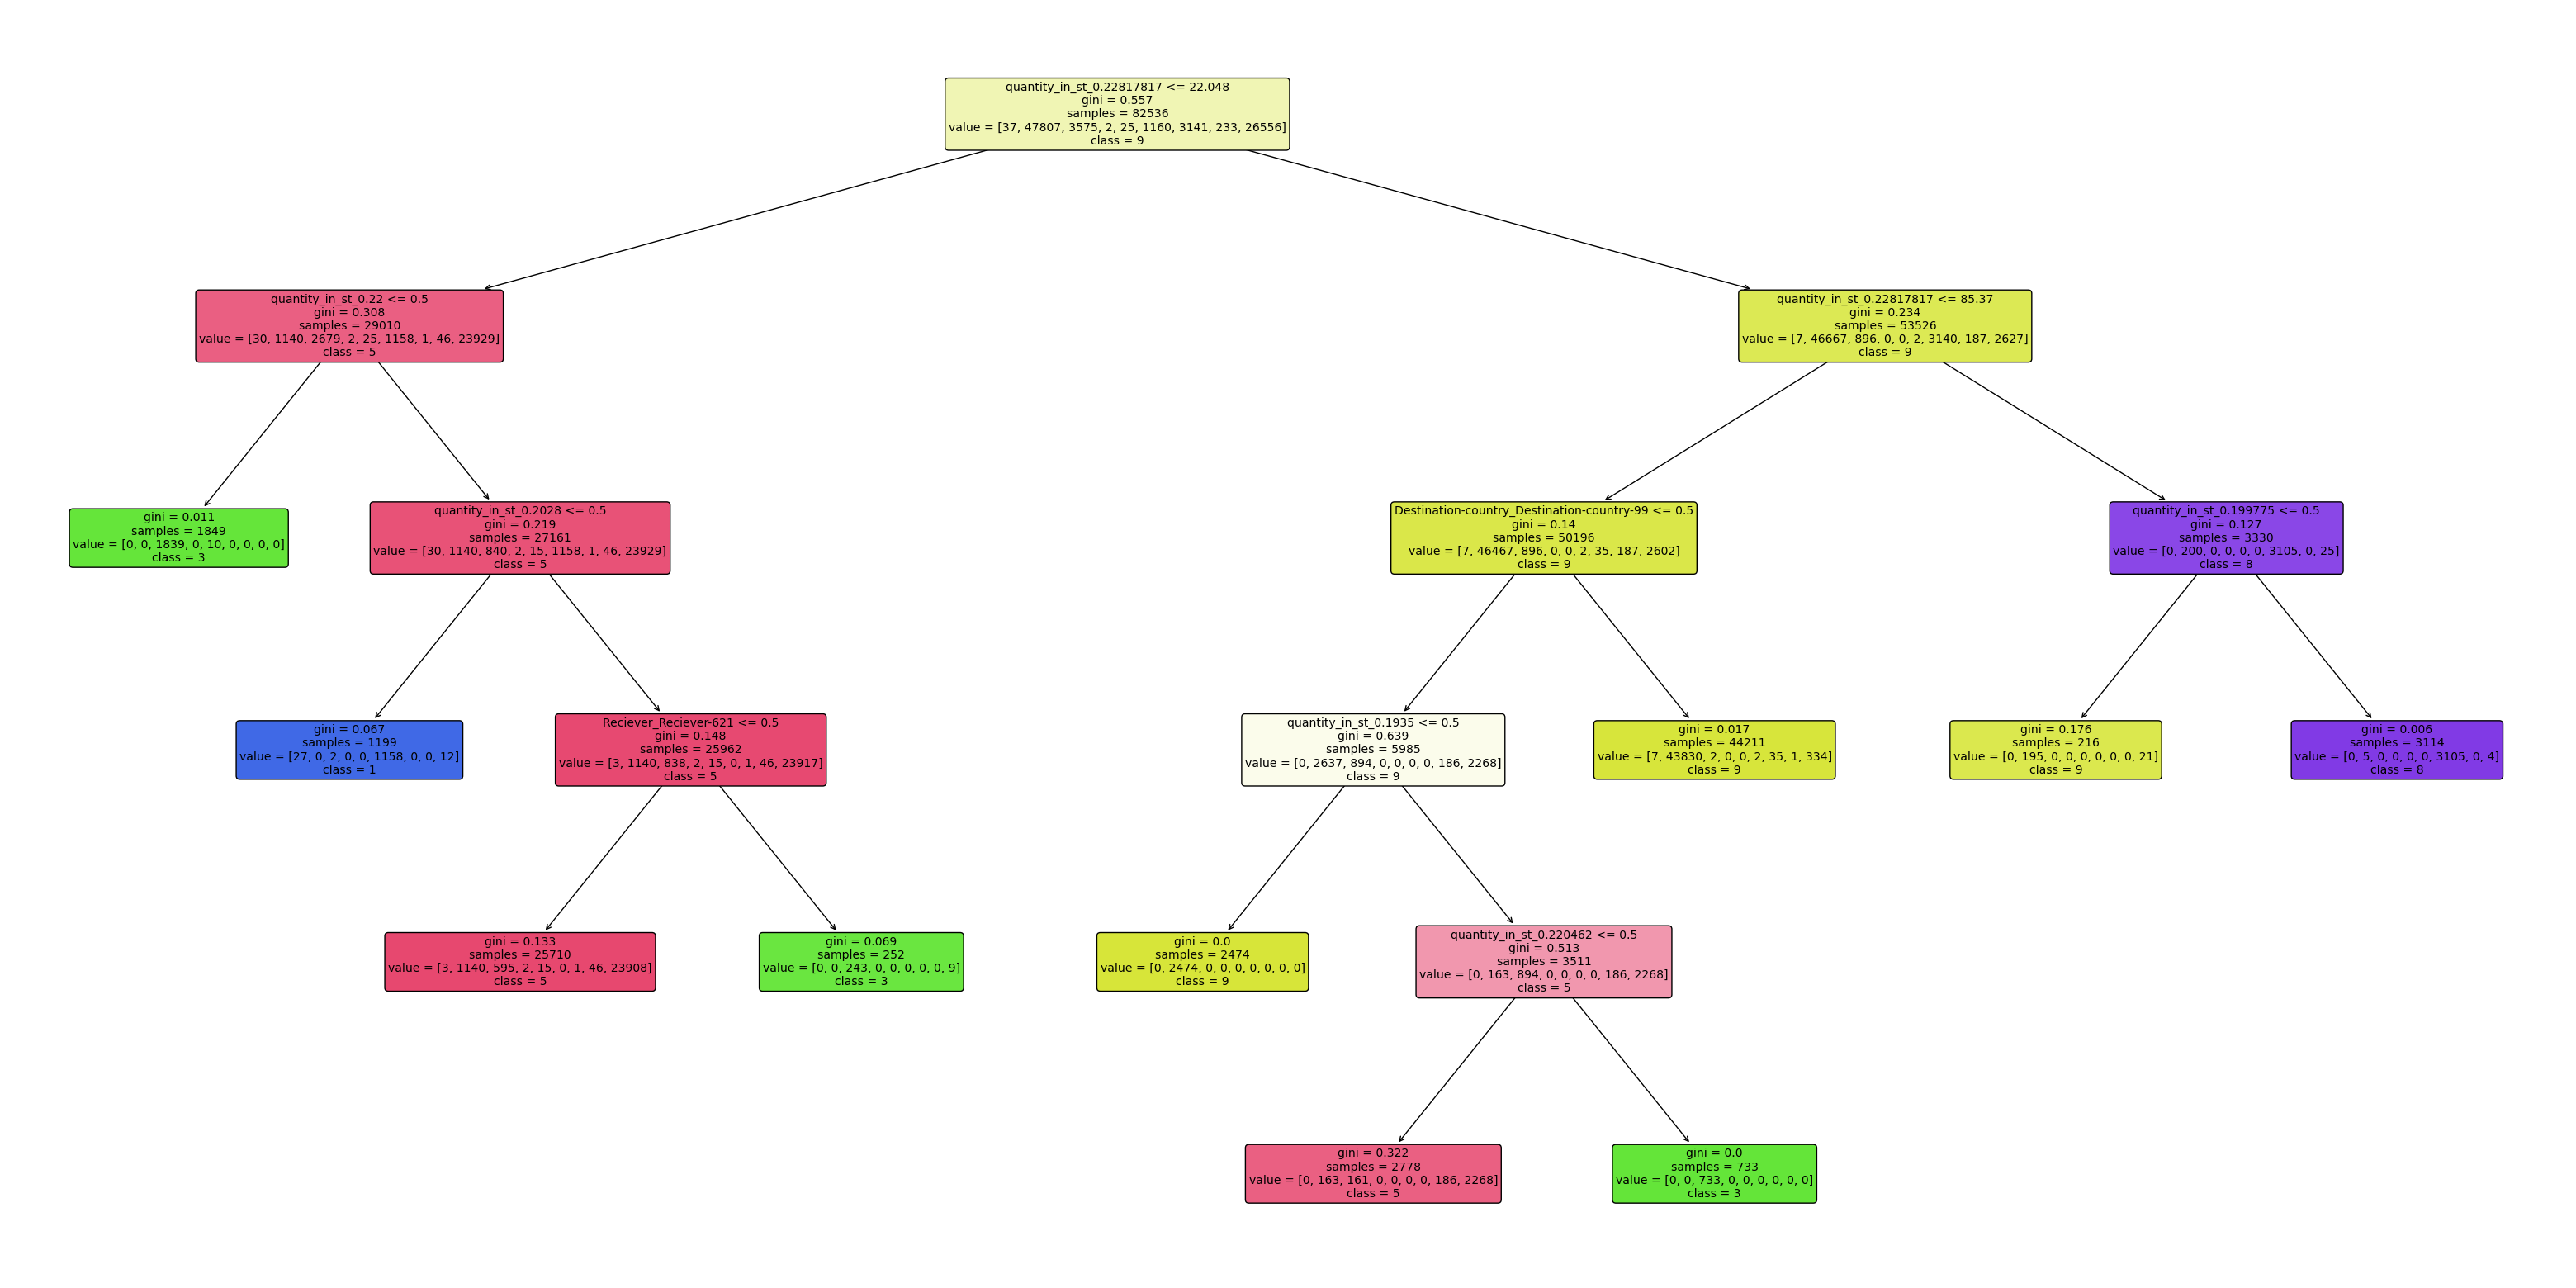 quantity_in_st_0.22817817 <= 22.048
gini = 0.557
samples = 82536
value = [37, 47807, 3575, 2, 25, 1160, 3141, 233, 26556]
class = 9
quantity_in_st_0.22 <= 0.5
gini = 0.308
samples = 29010
value = [30, 1140, 2679, 2, 25, 1158, 1, 46, 23929]
class = 5
quantity_in_st_0.22817817 <= 85.37
gini = 0.234
samples = 53526
value = [7, 46667, 896, 0, 0, 2, 3140, 187, 2627]
class = 9
gini = 0.011
samples = 1849
value = [0, 0, 1839, 0, 10, 0, 0, 0, 0]
class = 3
quantity_in_st_0.2028 <= 0.5
gini = 0.219
samples = 27161
value = [30, 1140, 840, 2, 15, 1158, 1, 46, 23929]
class = 5
Destination-country_Destination-country-99 <= 0.5
gini = 0.14
samples = 50196
value = [7, 46467, 896, 0, 0, 2, 35, 187, 2602]
class = 9
quantity_in_st_0.199775 <= 0.5
gini = 0.127
samples = 3330
value = [0, 200, 0, 0, 0, 0, 3105, 0, 25]
class = 8
gini = 0.067
samples = 1199
value = [27, 0, 2, 0, 0, 1158, 0, 0, 12]
class = 1
Reciever_Reciever-621 <= 0.5
gini = 0.148
samples = 25962
value = [3, 1140, 838, 2, 15, 0, 1, 46, 23917]
class = 5
quantity_in_st_0.1935 <= 0.5
gini = 0.639
samples = 5985
value = [0, 2637, 894, 0, 0, 0, 0, 186, 2268]
class = 9
gini = 0.017
samples = 44211
value = [7, 43830, 2, 0, 0, 2, 35, 1, 334]
class = 9
gini = 0.176
samples = 216
value = [0, 195, 0, 0, 0, 0, 0, 0, 21]
class = 9
gini = 0.006
samples = 3114
value = [0, 5, 0, 0, 0, 0, 3105, 0, 4]
class = 8
gini = 0.133
samples = 25710
value = [3, 1140, 595, 2, 15, 0, 1, 46, 23908]
class = 5
gini = 0.069
samples = 252
value = [0, 0, 243, 0, 0, 0, 0, 0, 9]
class = 3
gini = 0.0
samples = 2474
value = [0, 2474, 0, 0, 0, 0, 0, 0, 0]
class = 9
quantity_in_st_0.220462 <= 0.5
gini = 0.513
samples = 3511
value = [0, 163, 894, 0, 0, 0, 0, 186, 2268]
class = 5
gini = 0.322
samples = 2778
value = [0, 163, 161, 0, 0, 0, 0, 186, 2268]
class = 5
gini = 0.0
samples = 733
value = [0, 0, 733, 0, 0, 0, 0, 0, 0]
class = 3